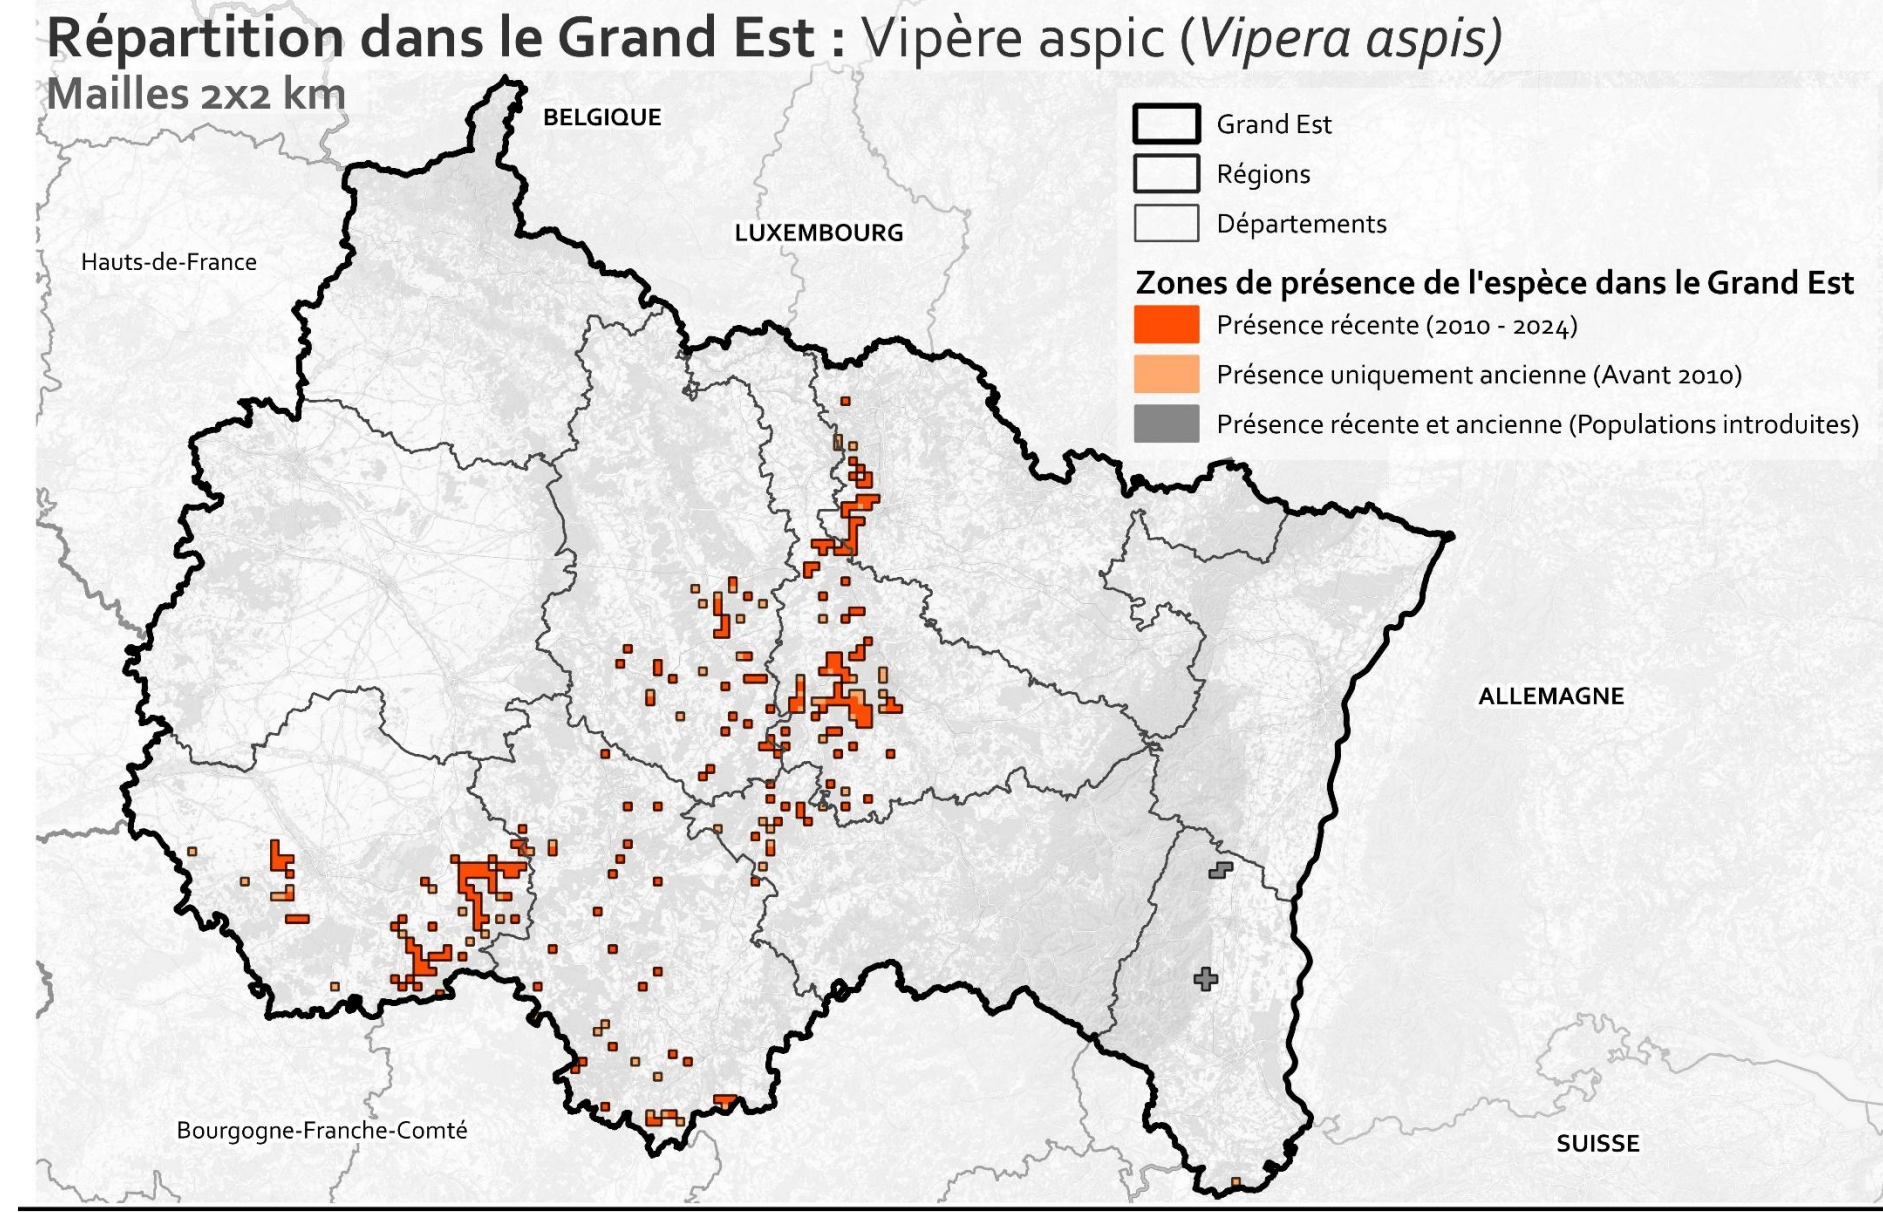 Répartition dans le Grand Est : Vipère aspic (Vipera aspis)
Mailles 2x2 km
BELGIQUE
LUXEMBOURG
Hauts-de-France
Grand Est
Régions
Départements
Zones de présence de l'espèce dans le Grand Est
Présence récente (2010 - 2024)
Présence uniquement ancienne (Avant 2010)
Présence récente et ancienne (Populations introduites)
ALLEMAGNE
Bourgogne-Franche-Comté
SUISSE